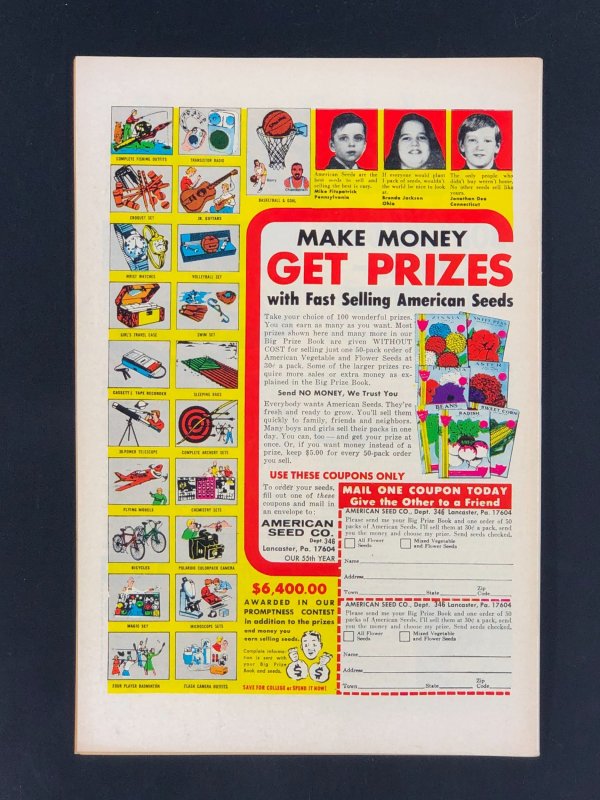 COMPLETE FISHING OUTFITS
TRANSISTOR RADIO
CROQUET SET
JR. GUITARS
WRIST WATCHES
VOLLEYBALL SET
GIRL'S TRAVEL CASE
SWIM SET
CASSETTE TAPE RECORDER
SLEEPING BAGS
30-POWER TELESCOPE
COMPLETE ARCHERY SETS
FLYING MODELS
CHEMISTRY SETS
BICYCLES
POLAROID COLORPACK CAMERA
MAGIC SET
MICROSCOPE SETS
FOUR PLAYER BADMINTON
FLASH CAMERA OUTFITS
BASKETBALL & GOAL
American Seeds are the
best seeds to sell and
selling the best is easy.
Mike Fitzpatrick
Pennsylvania
If everyone would plant
1 pack of seeds, wouldn't
the world be nice to look
at.
Brenda Jackson
Ohio
The only people who
didn't buy weren't home.
No other seeds sell like
yours.
Jonathan Dee
Connecticut
MAKE MONEY
GET PRIZES
with Fast Selling American Seeds
Take your choice of 100 wonderful prizes.
You can earn as many as you want. Most
prizes shown here and many more in our
Big Prize Book are given WITHOUT
COST for selling just one 50-pack order of
American Vegetable and Flower Seeds at
30¢ a pack. Some of the larger prizes re-
quire more sales or extra money as ex-
plained in the Big Prize Book.
Send NO MONEY, We Trust You
Everybody wants American Seeds. They're
fresh and ready to grow. You'll sell them
quickly to family, friends and neighbors.
Many boys and girls sell their packs in one
day. You can, too — and get your prize at
once. Or, if you want money instead of a
prize, keep $5.00 for every 50-pack order
you sell.
ZINNIA
SWEET PEAS
ASTER
BEANS
SWEET CORN
RADISH
USE THESE COUPONS ONLY
To order your seeds,
fill out one of these
coupons and mail in
an envelope to:
AMERICAN
SEED CO.
Dept 346
Lancaster, Pa. 17604
OUR 55th YEAR
MAIL ONE COUPON TODAY
Give the Other to a Friend
AMERICAN SEED CO., Dept. 346 Lancaster, Pa. 17604
Please send me your Big Prize Book and one order of 50
packs of American Seeds. I'll sell them at 30¢ a pack, send
you the money and choose my prize. Send seeds checked.
All Flower
Seeds
Mixed Vegetable
and Flower Seeds
Name
Address
Town State Zip
Code
AMERICAN SEED CO., Dept. 346 Lancaster, Pa. 17604
Please send me your Big Prize Book and one order of 50
packs of American Seeds. I'll sell them at 30¢ a pack, send
you the money and choose my prize. Send seeds checked.
All Flower
Seeds
Mixed Vegetable
and Flower Seeds
Name
Address
Town State Zip
Code
$6,400.00
AWARDED IN OUR
PROMPTNESS CONTEST
In addition to the prizes
and money you
earn selling seeds.
Complete informa-
tion is sent with
your Big Prize
Book and seeds.
$ $
SAVE FOR COLLEGE or SPEND IT NOW!